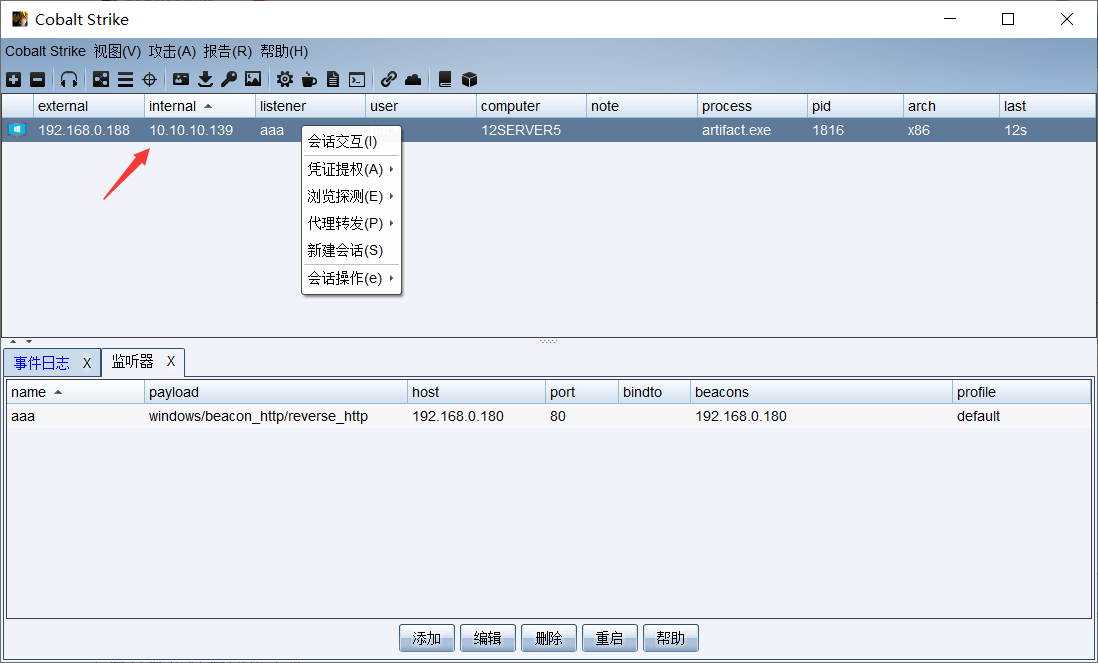 Cobalt Strike
Cobalt Strike 视图(V) 攻击(A) 报告(R) 帮助(H)
external internal listener user computer note process pid arch last
192.168.0.188 10.10.10.139 aaa 12SERVER5 artifact.exe 1816 x86 12s
会话交互(I)
凭证提权(A)
浏览探测(E)
代理转发(P)
新建会话(S)
会话操作(e)
事件日志 X 监听器 X
name payload host port bindto beacons profile
aaa windows/beacon_http/reverse_http 192.168.0.180 80 192.168.0.180 default
添加 编辑 删除 重启 帮助